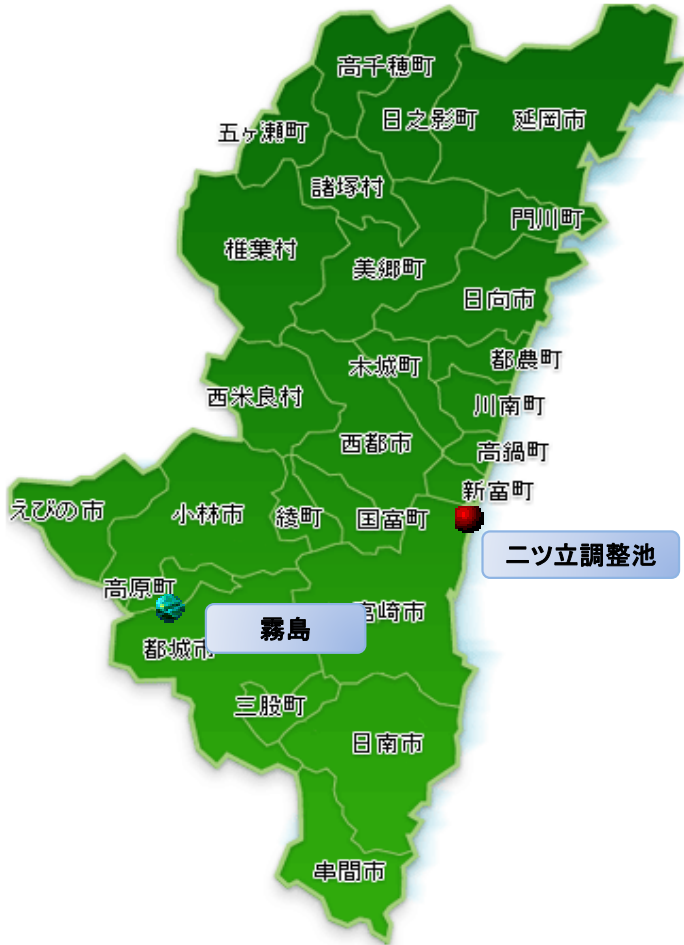 高千穂町
日之影町
延岡市
五ヶ瀬町
諸塚村
門川町
椎葉村
美郷町
日向市
木城町
都農町
西米良村
川南町
西都市
高鍋町
新富町
えびの市
小林市
綾町
国富町
二ツ立調整池
高原町
霧島
宮崎市
都城市
三股町
日南市
串間市